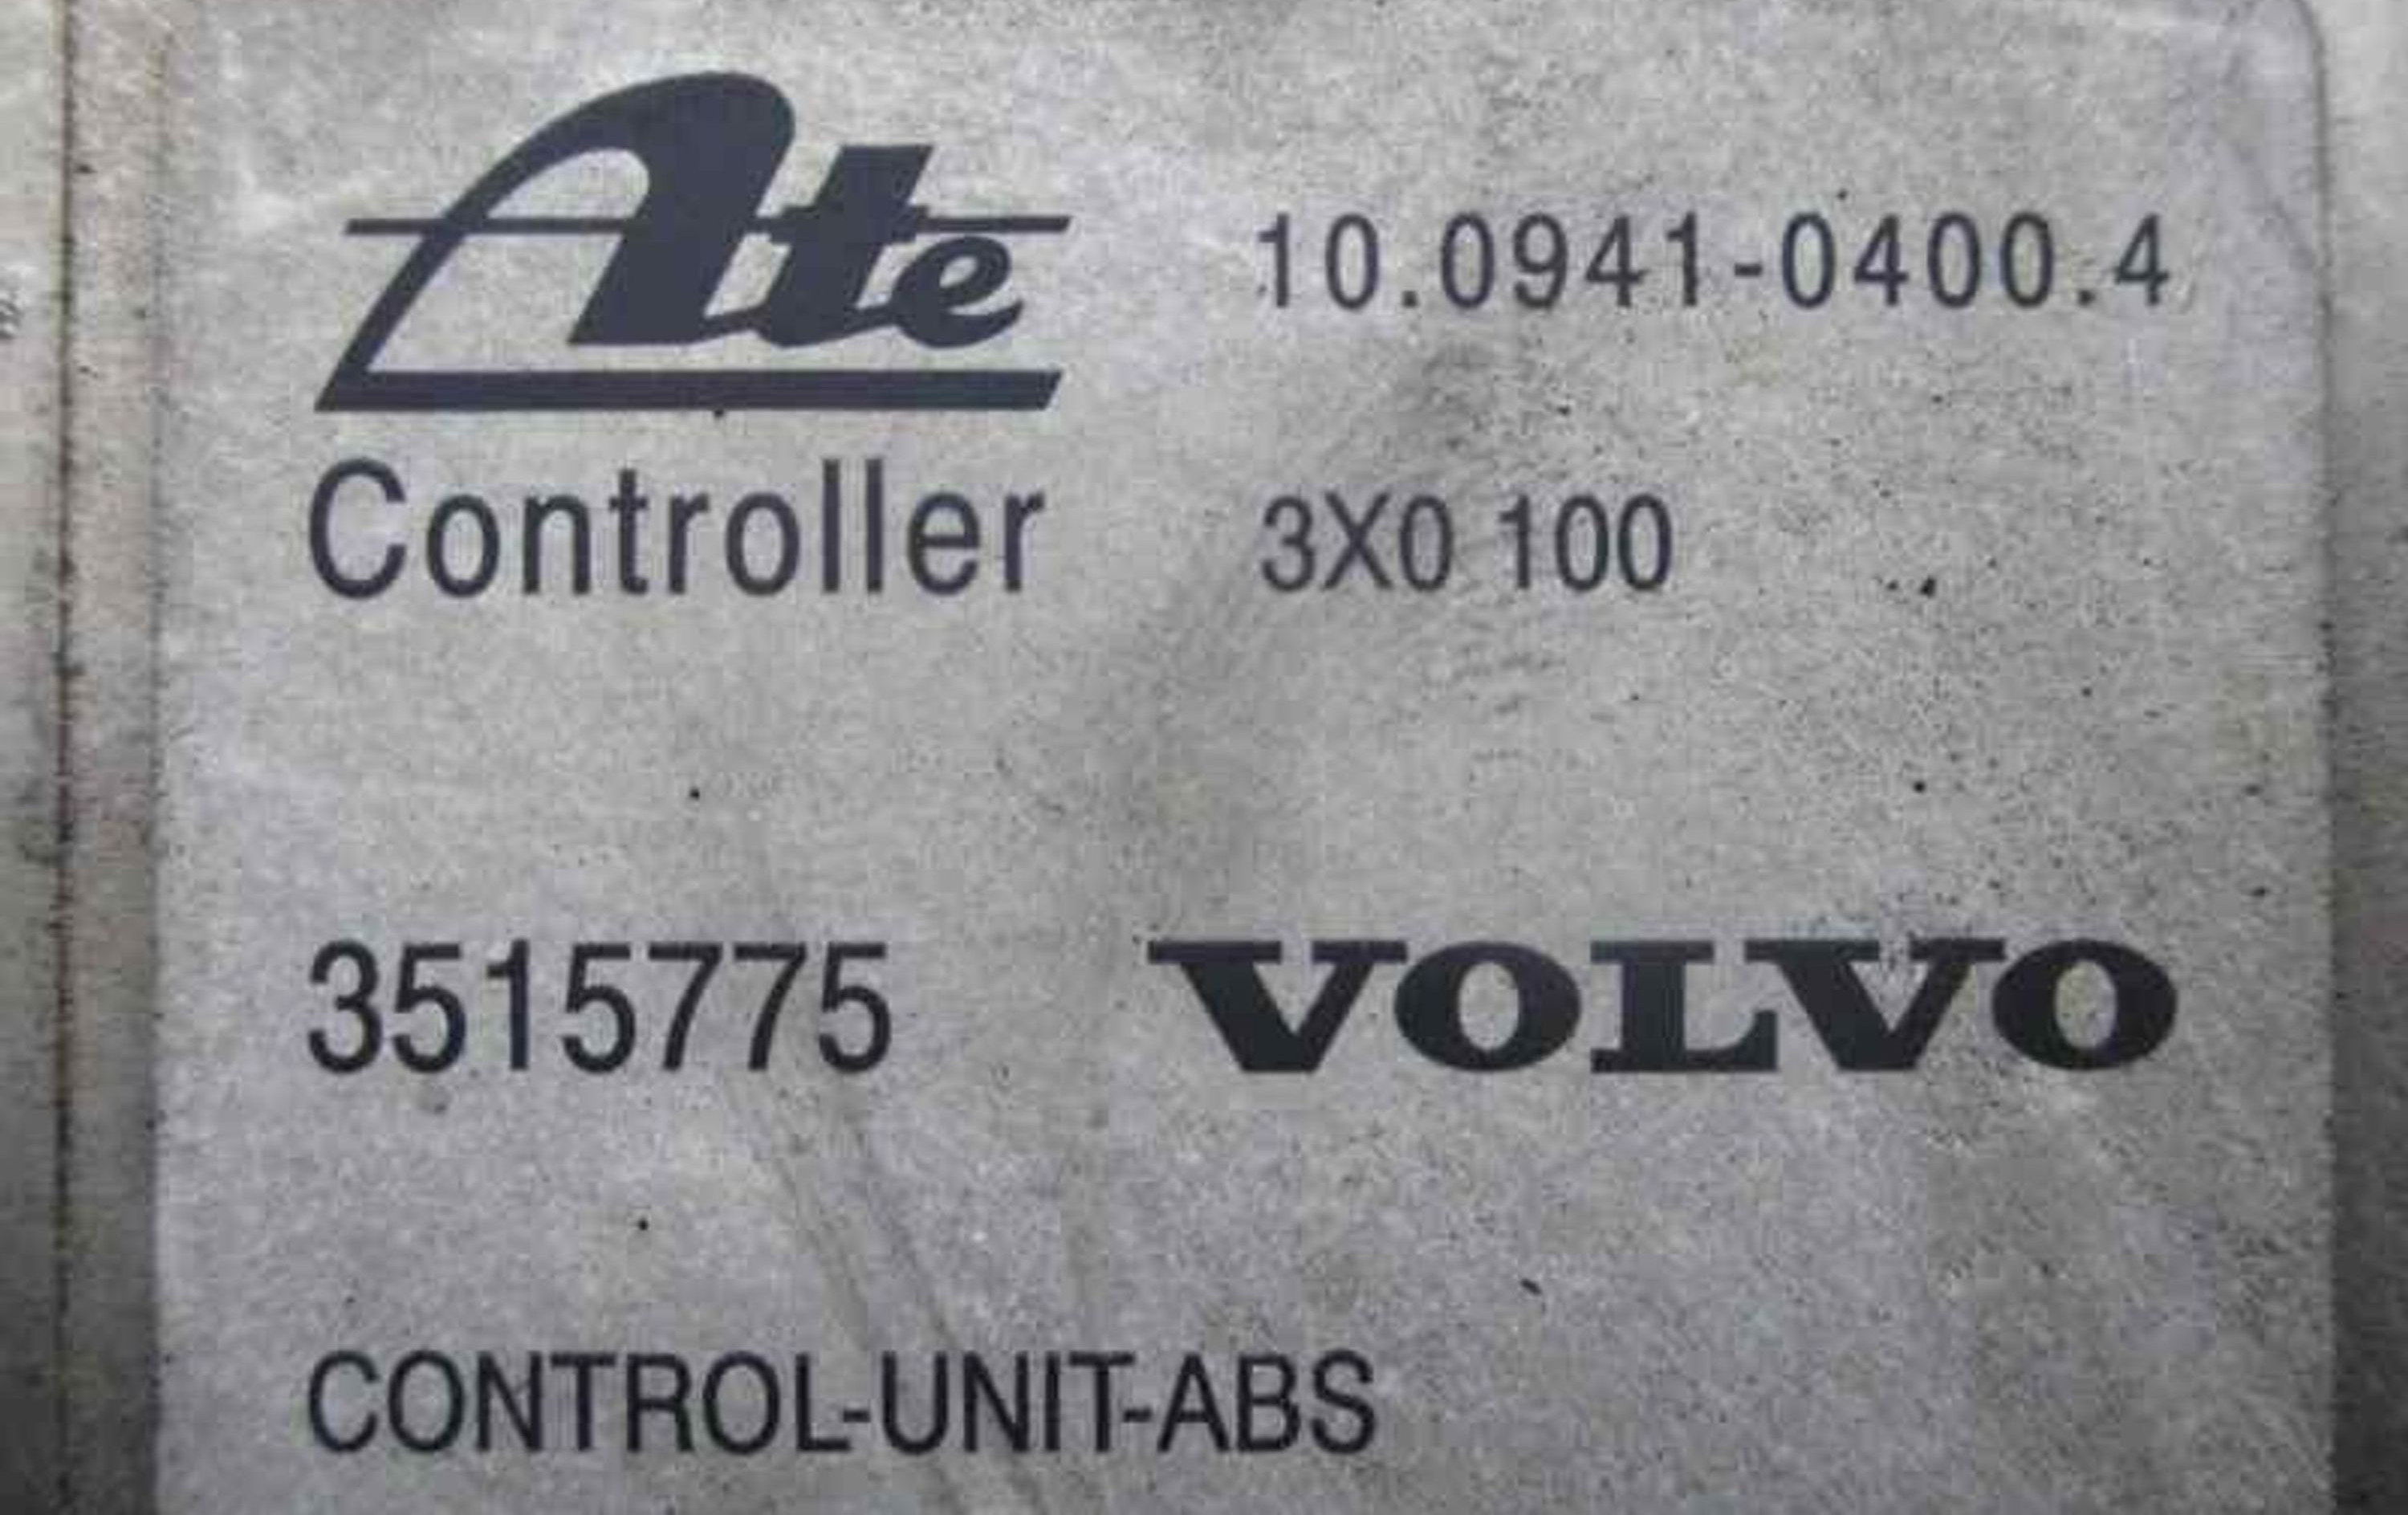 Ate 10.0941-0400.4
Controller 3X0 100
3515775 VOLVO
CONTROL-UNIT-ABS